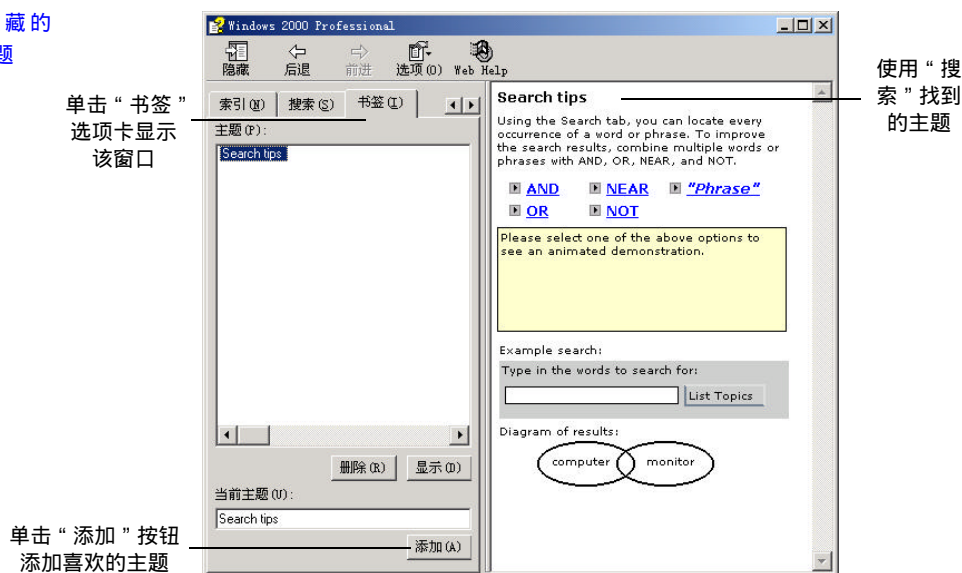 藏的
题
单击“书签”
选项卡显示
该窗口
单击“添加”按钮
添加喜欢的主题
Windows 2000 Professional
隐藏 后退 前进 选项(O) Web Help
索引(N) 搜索(S) 书签(I)
主题(P):
Search tips
删除(R) 显示(D)
当前主题(U):
Search tips
添加(A)
Search tips
Using the Search tab, you can locate every
occurrence of a word or phrase. To improve
the search results, combine multiple words or
phrases with AND, OR, NEAR, and NOT.
AND NEAR "Phrase"
OR NOT
Please select one of the above options to
see an animated demonstration.
Example search:
Type in the words to search for:
List Topics
Diagram of results:
computer monitor
使用“搜
索”找到
的主题